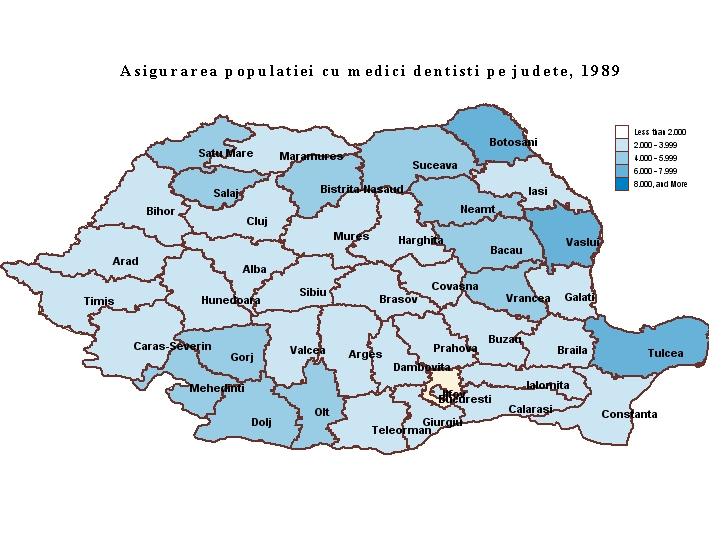 Asigurarea populatiei cu medici dentisti pe judete, 1989
Less than 2.000
2.000 - 3.999
4.000 - 5.999
6.000 - 7.999
8.000, and More
Botosani
Satu Mare
Maramures
Suceava
Salaj
Bistrita-Nasaud
Iasi
Bihor
Neamt
Cluj
Mures
Harghita
Vaslui
Bacau
Arad
Alba
Covasna
Sibiu
Timis
Hunedoara
Brasov
Vrancea
Galati
Caras-Severin
Gorj
Valcea
Arges
Prahova
Buzau
Braila
Tulcea
Dambovita
Mehedinti
Ialomita
Bucuresti
Olt
Calarasi
Constanta
Dolj
Giurgiu
Teleorman